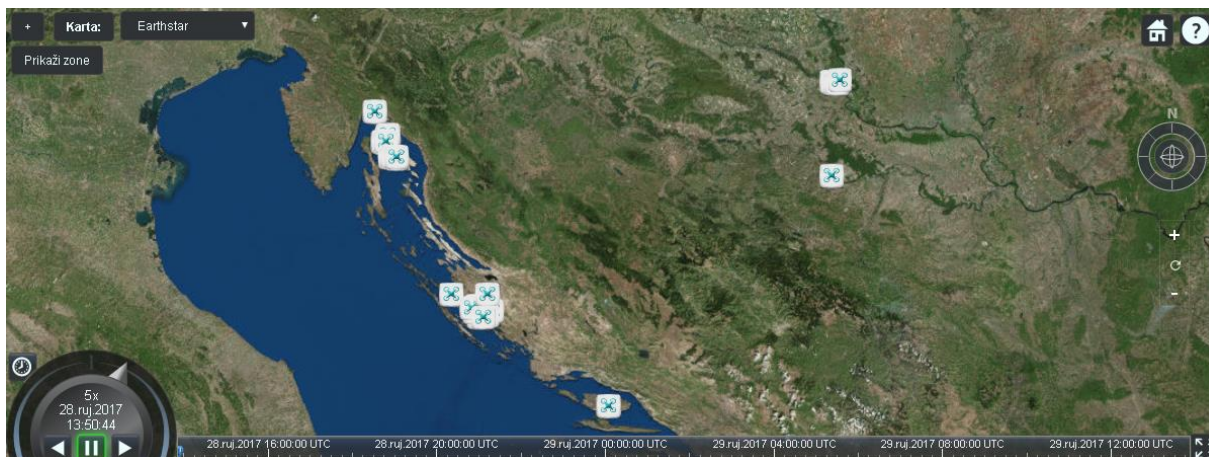 +
Karta:
Earthstar
Prikaži zone
?
N
+
-
5x
28.ruj.2017
13:50:44
28.ruj.2017 16:00:00 UTC
28.ruj.2017 20:00:00 UTC
29.ruj.2017 00:00:00 UTC
29.ruj.2017 04:00:00 UTC
29.ruj.2017 08:00:00 UTC
29.ruj.2017 12:00:00 UTC